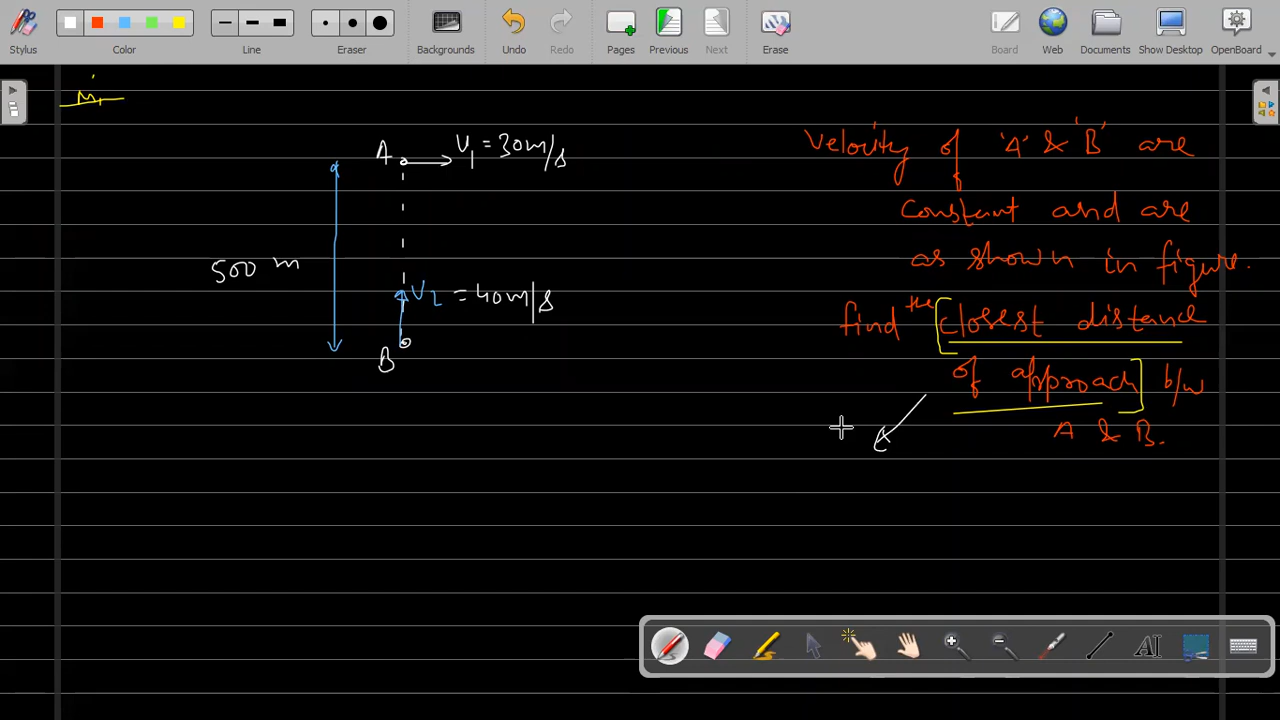 Stylus Color Line Eraser Backgrounds Undo Redo Pages Previous Next Erase Board Web Documents Show Desktop OpenBoard
A V1 = 30m/s
500 m
V2 = 40m/s
B
Velocity of 'A' & 'B' are
constant and are
as shown in figure.
find the [closest distance
of approach] b/w
A & B.